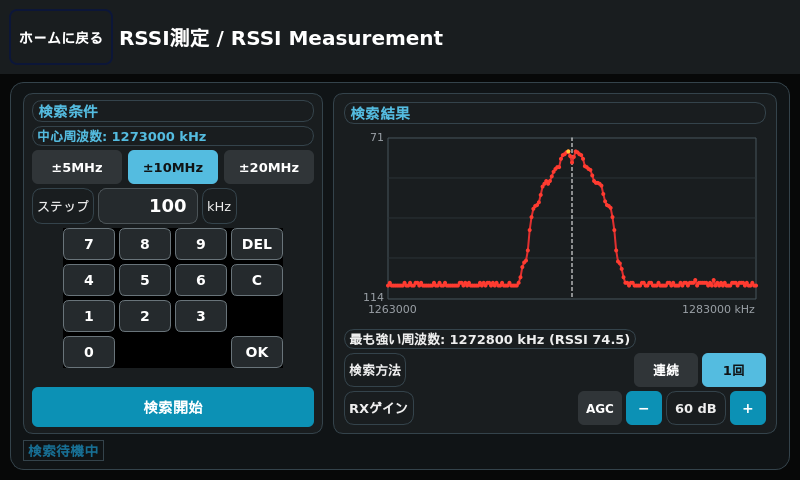 ホームに戻る
RSSI測定 / RSSI Measurement
検索条件
中心周波数: 1273000 kHz
±5MHz
±10MHz
±20MHz
ステップ
100
kHz
7
8
9
DEL
4
5
6
C
1
2
3
0
OK
検索開始
検索待機中
検索結果
71
114
1263000
1283000 kHz
最も強い周波数: 1272800 kHz (RSSI 74.5)
検索方法
連続
1回
RXゲイン
AGC
−
60 dB
+